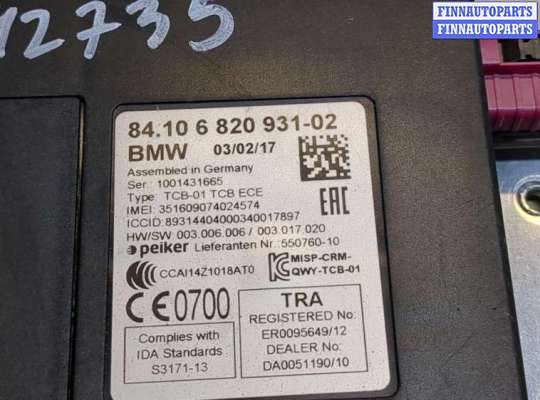 FINNAUTOPARTS
FINNAUTOPARTS
12735
84.10 6 820 931-02
BMW 03/02/17
Assembled in Germany
Ser.: 1001431665
Type: TCB-01 TCB ECE
IMEI: 351609074024574
ICCID:89314404000340017897
HW/SW: 003.006.006 / 003.017.020
peiker Lieferanten Nr.:550760-10
EAC
CCAI14Z1018AT0
MISP-CRM-
QWY-TCB-01
CE0700
TRA
REGISTERED No:
ER0095649/12
DEALER No:
DA0051190/10
Complies with
IDA Standards
S3171-13